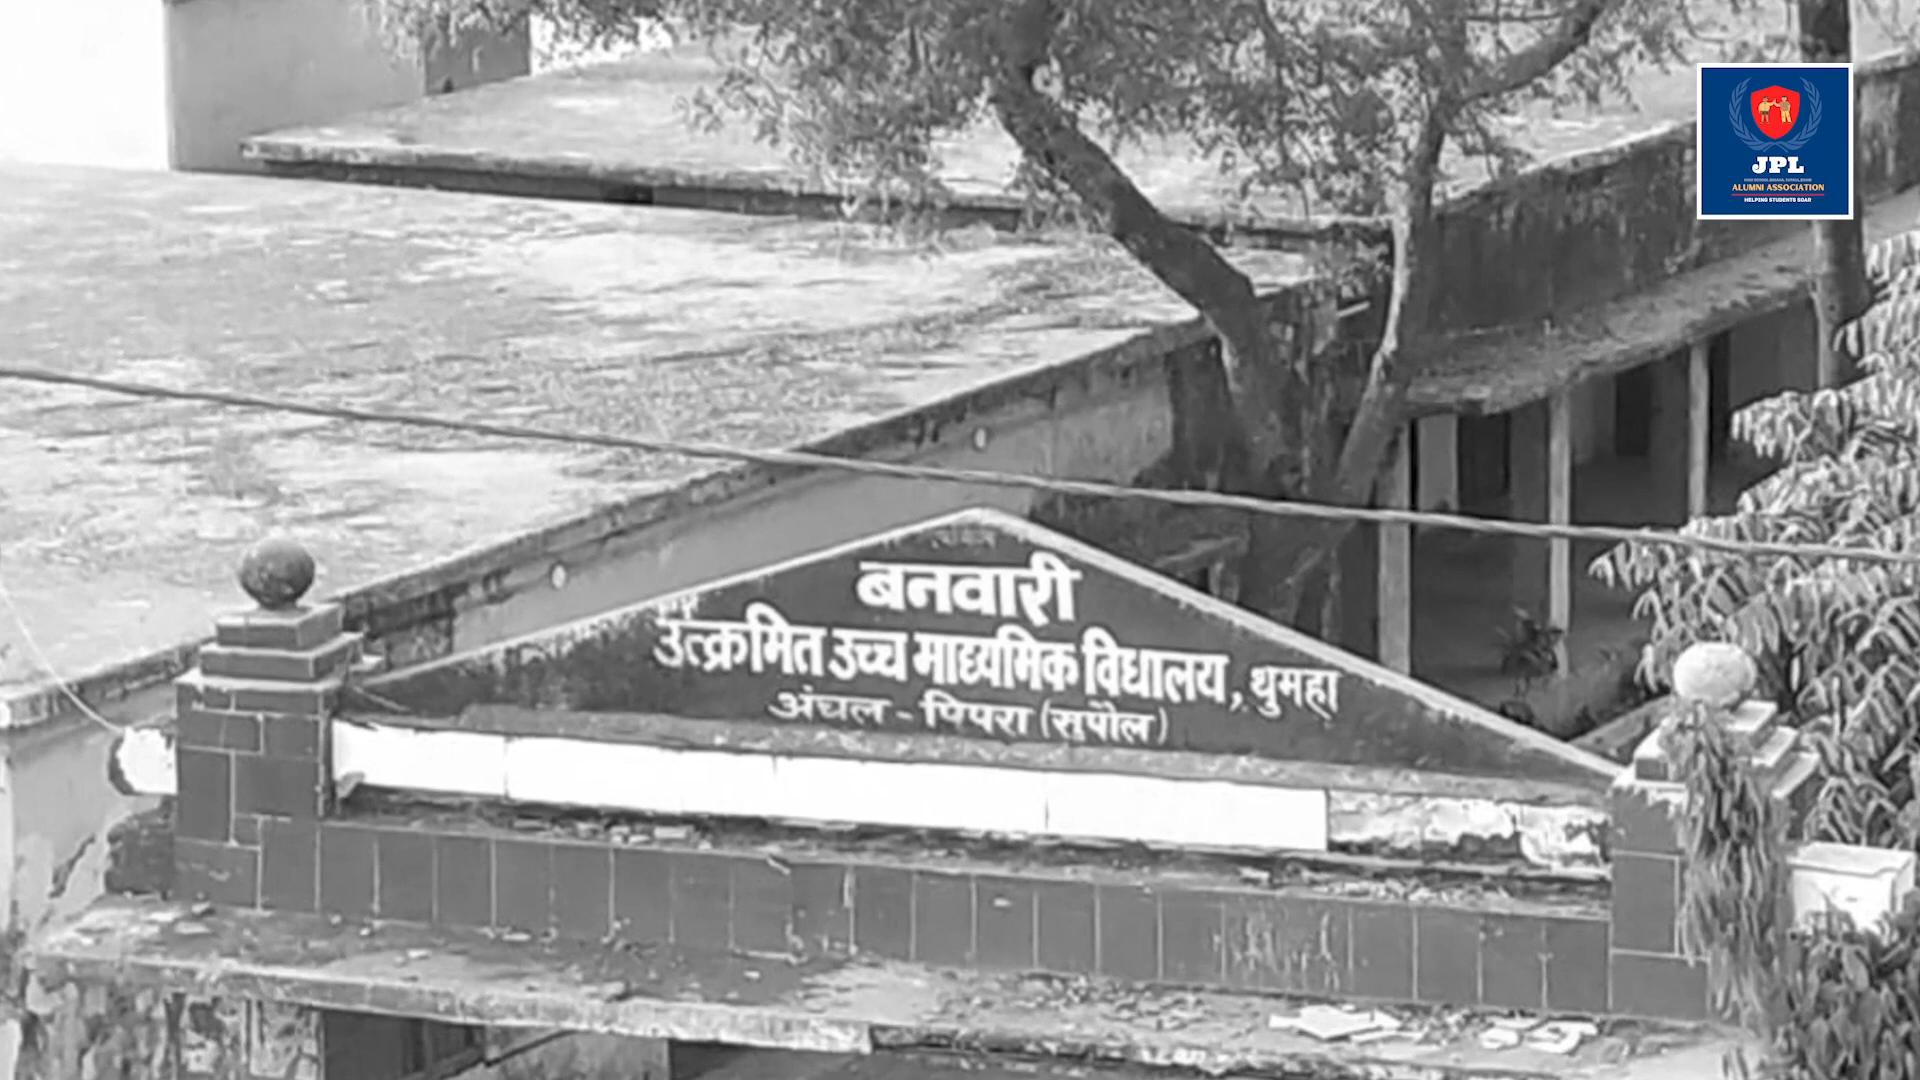 JPL
ALUMNI ASSOCIATION
HELPING STUDENTS SOAR
बनवारी
उत्क्रमित उच्च माध्यमिक विद्यालय, थुमहा
अंचल - पिपरा (सुपौल)